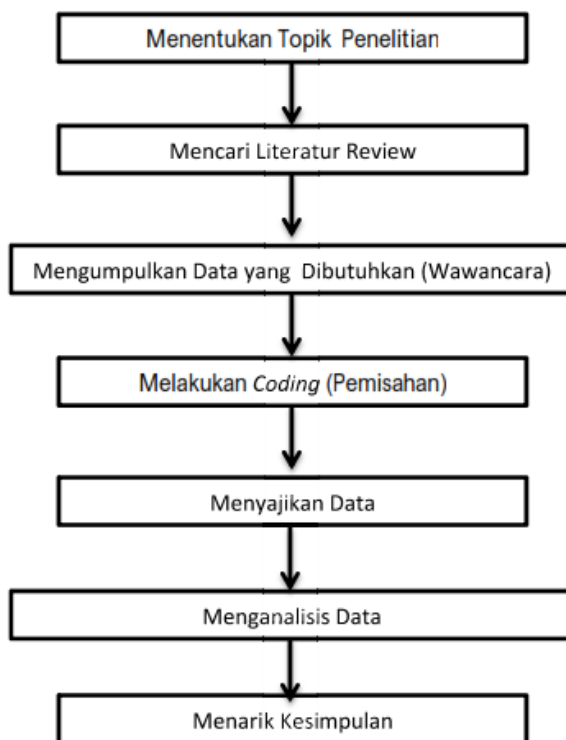 Menentukan Topik Penelitian
Mencari Literatur Review
Mengumpulkan Data yang Dibutuhkan (Wawancara)
Melakukan Coding (Pemisahan)
Menyajikan Data
Menganalisis Data
Menarik Kesimpulan